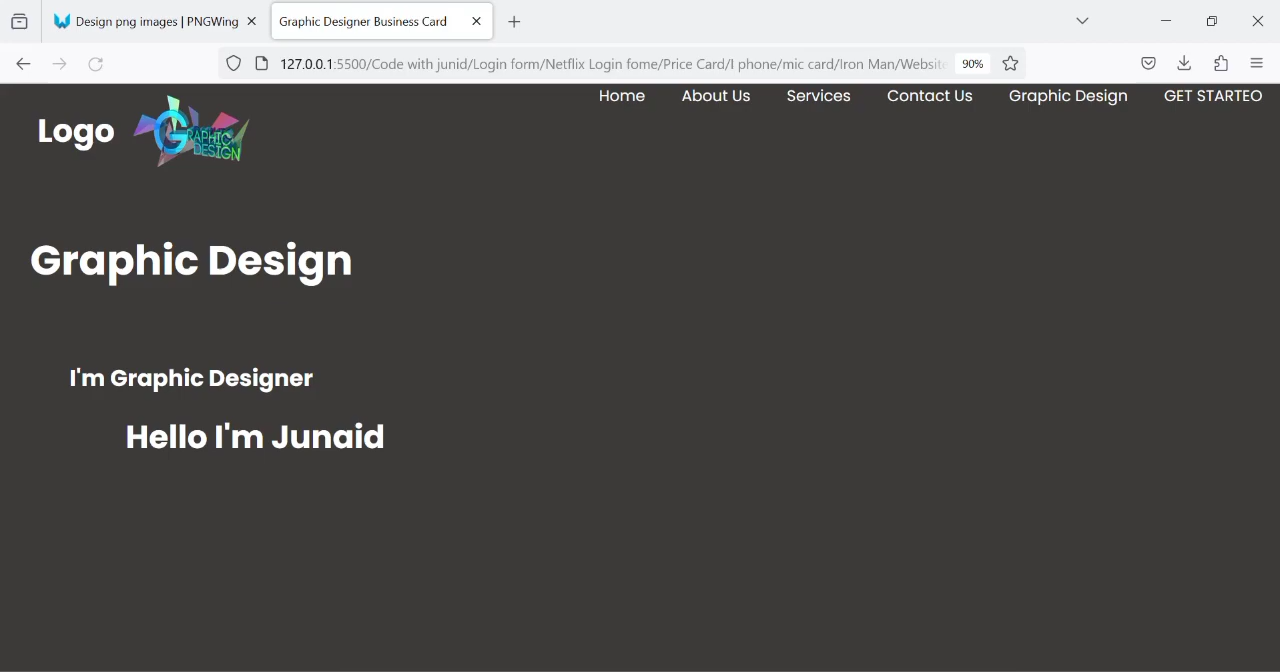 Design png images | PNGWing
Graphic Designer Business Card
127.0.0.1:5500/Code with junid/Login form/Netflix Login fome/Price Card/I phone/mic card/Iron Man/Website
90%
Home About Us Services Contact Us Graphic Design GET STARTEO
Logo
GRAPHIC
DESIGN
Graphic Design
I'm Graphic Designer
Hello I'm Junaid